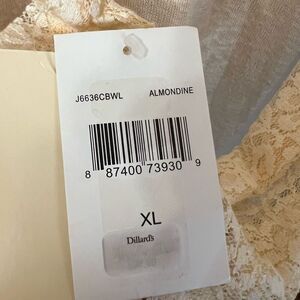 J6636CBWL ALMONDINE
8 87400 73930 9
XL
Dillard's